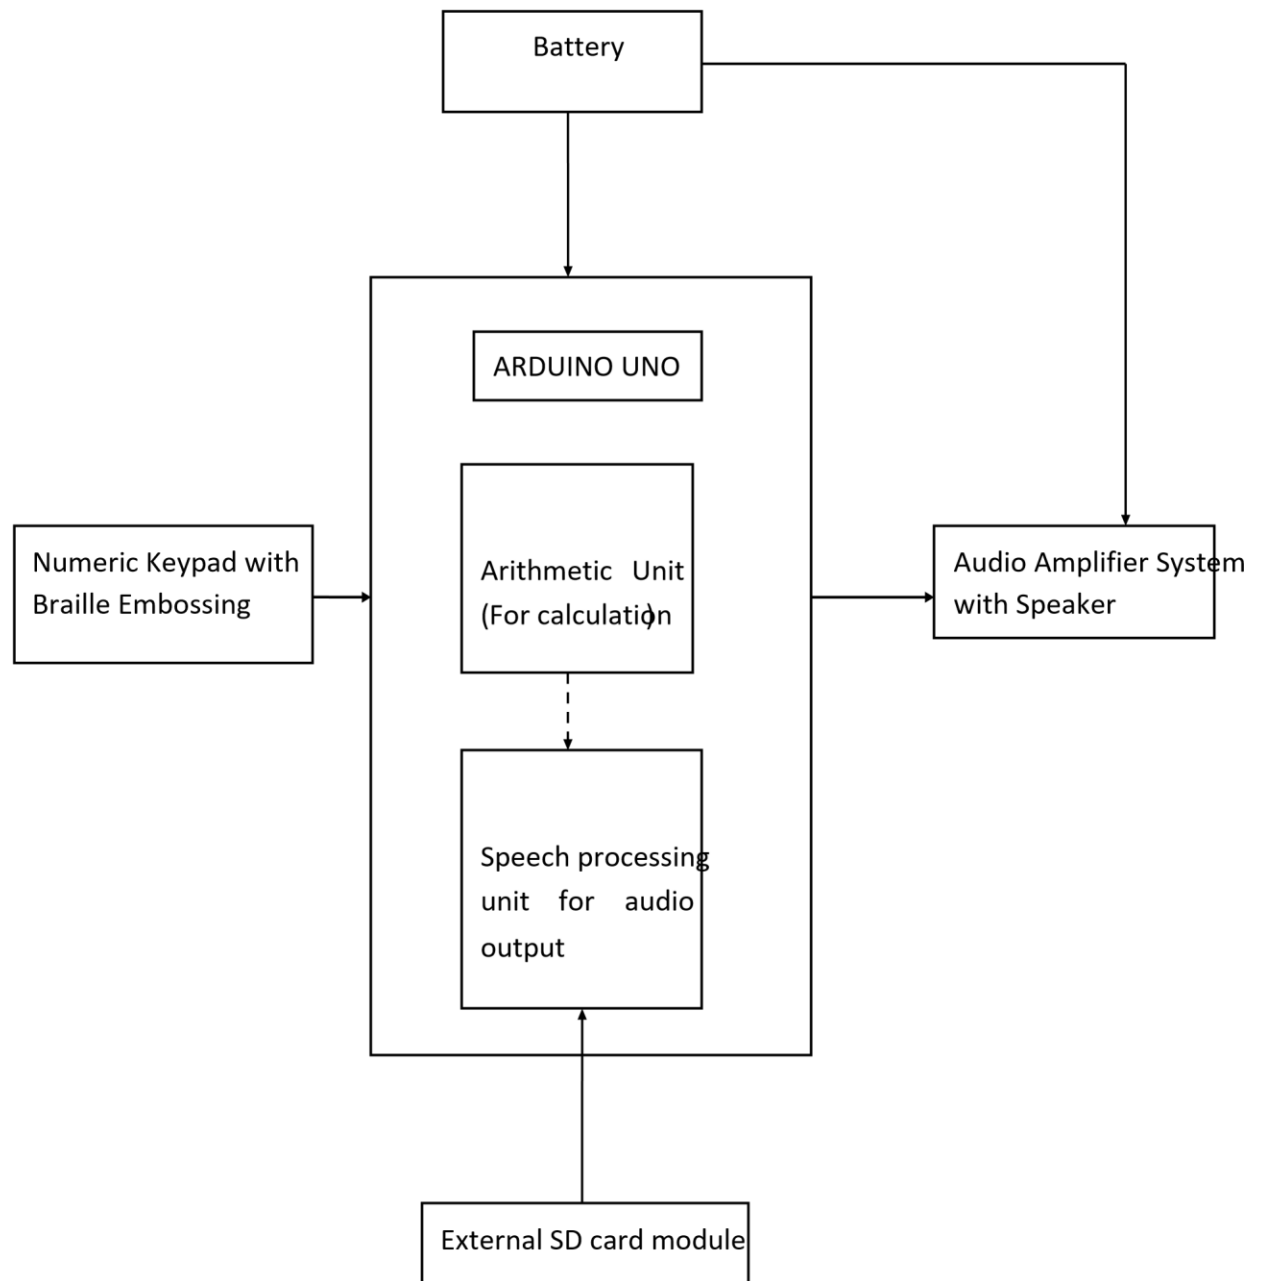 Battery
ARDUINO UNO
Arithmetic Unit
(For calculation)
Numeric Keypad with
Braille Embossing
Audio Amplifier System
with Speaker
Speech processing
unit for audio
output
External SD card module